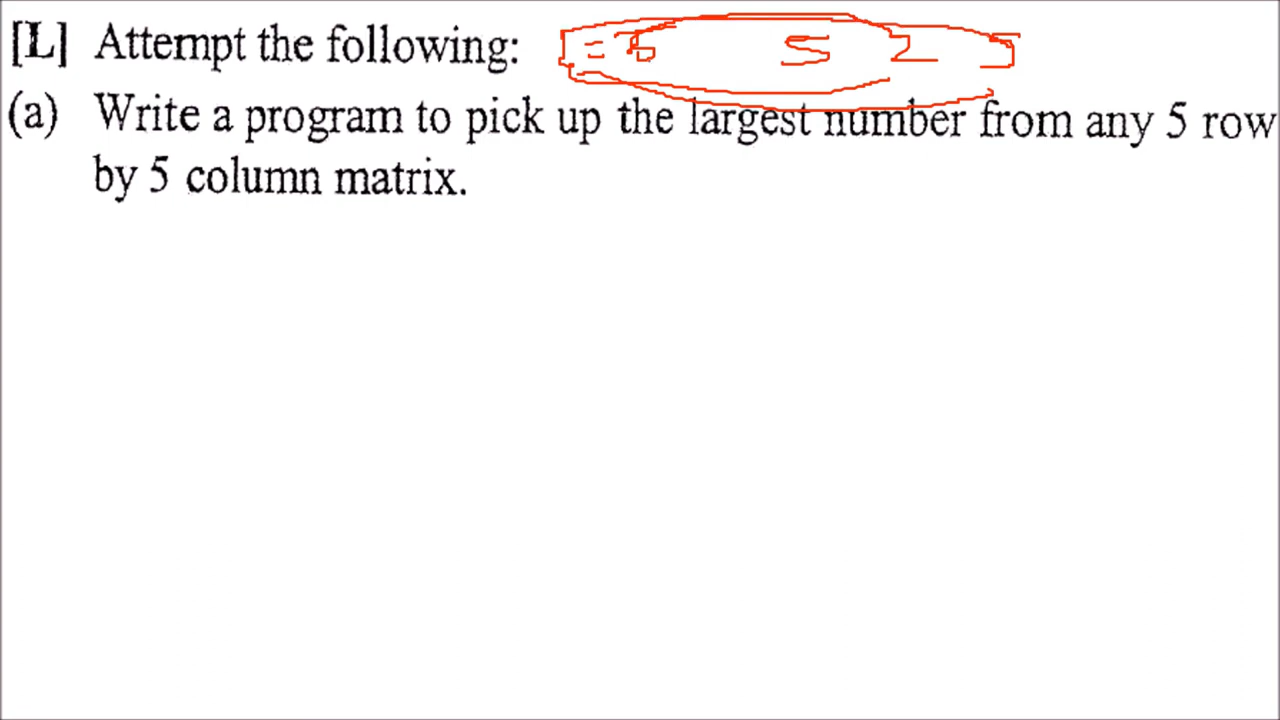 [L] Attempt the following:
(a) Write a program to pick up the largest number from any 5 row
by 5 column matrix.